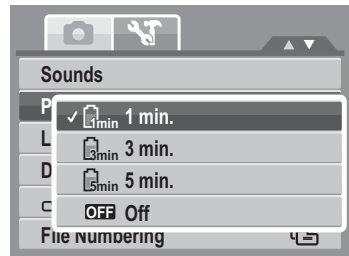 Sounds
P
1min 1 min.
L
3min 3 min.
D
5min 5 min.
OFF Off
File Numbering